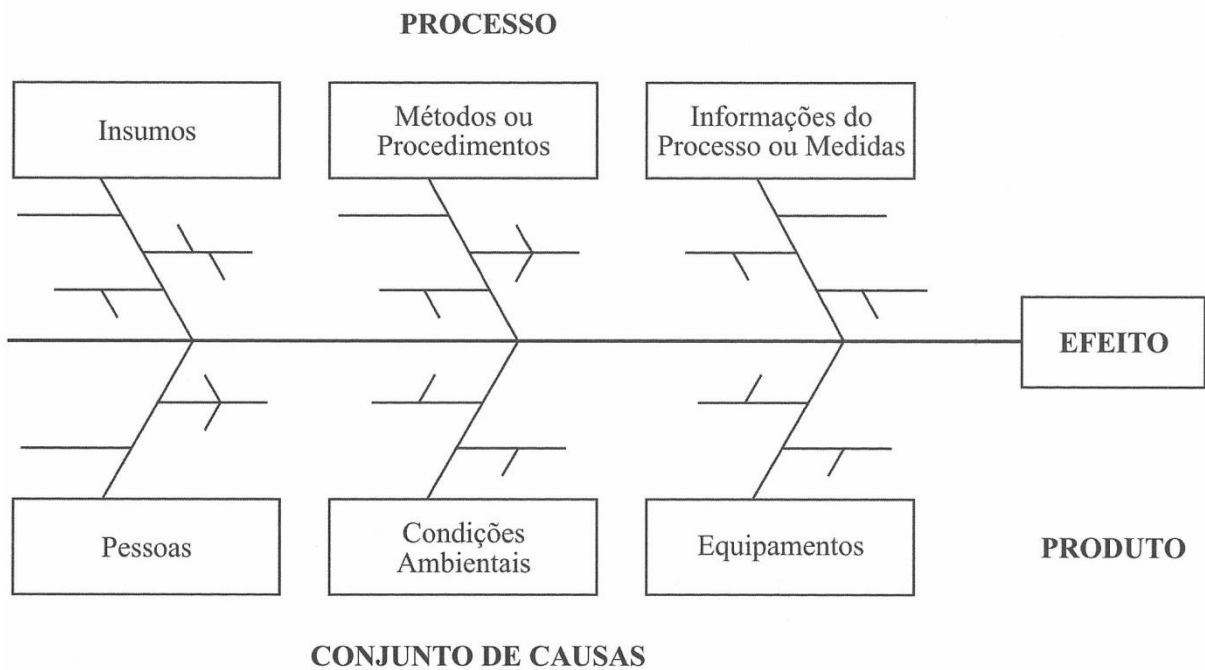 PROCESSO
Insumos
Métodos ou
Procedimentos
Informações do
Processo ou Medidas
EFEITO
Pessoas
Condições
Ambientais
Equipamentos
PRODUTO
CONJUNTO DE CAUSAS